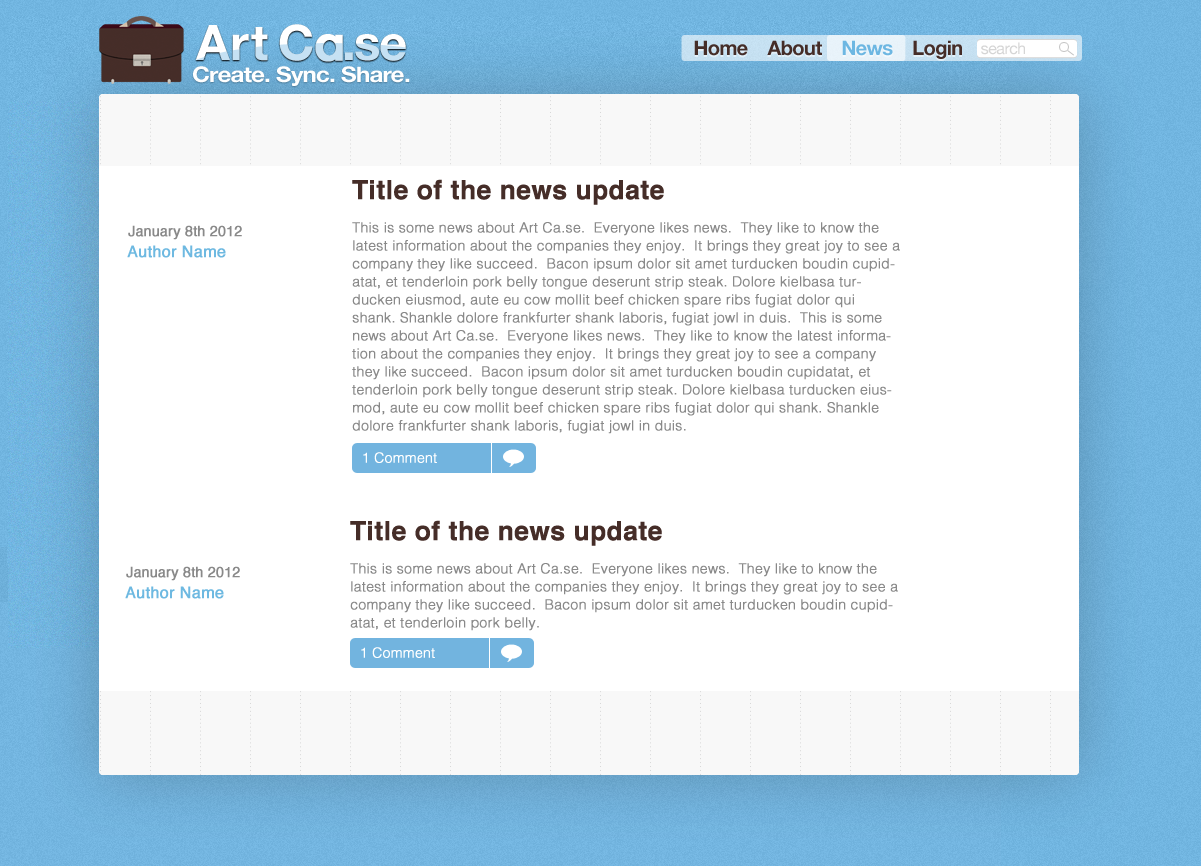 Art Ca.se
Create. Sync. Share.
Home About News Login search
Title of the news update
January 8th 2012
Author Name
This is some news about Art Ca.se.  Everyone likes news.  They like to know the
latest information about the companies they enjoy.  It brings they great joy to see a
company they like succeed.  Bacon ipsum dolor sit amet turducken boudin cupid-
atat, et tenderloin pork belly tongue deserunt strip steak. Dolore kielbasa tur-
ducken eiusmod, aute eu cow mollit beef chicken spare ribs fugiat dolor qui
shank. Shankle dolore frankfurter shank laboris, fugiat jowl in duis.  This is some
news about Art Ca.se.  Everyone likes news.  They like to know the latest informa-
tion about the companies they enjoy.  It brings they great joy to see a company
they like succeed.  Bacon ipsum dolor sit amet turducken boudin cupidatat, et
tenderloin pork belly tongue deserunt strip steak. Dolore kielbasa turducken eius-
mod, aute eu cow mollit beef chicken spare ribs fugiat dolor qui shank. Shankle
dolore frankfurter shank laboris, fugiat jowl in duis.
1 Comment
Title of the news update
January 8th 2012
Author Name
This is some news about Art Ca.se.  Everyone likes news.  They like to know the
latest information about the companies they enjoy.  It brings they great joy to see a
company they like succeed.  Bacon ipsum dolor sit amet turducken boudin cupid-
atat, et tenderloin pork belly.
1 Comment